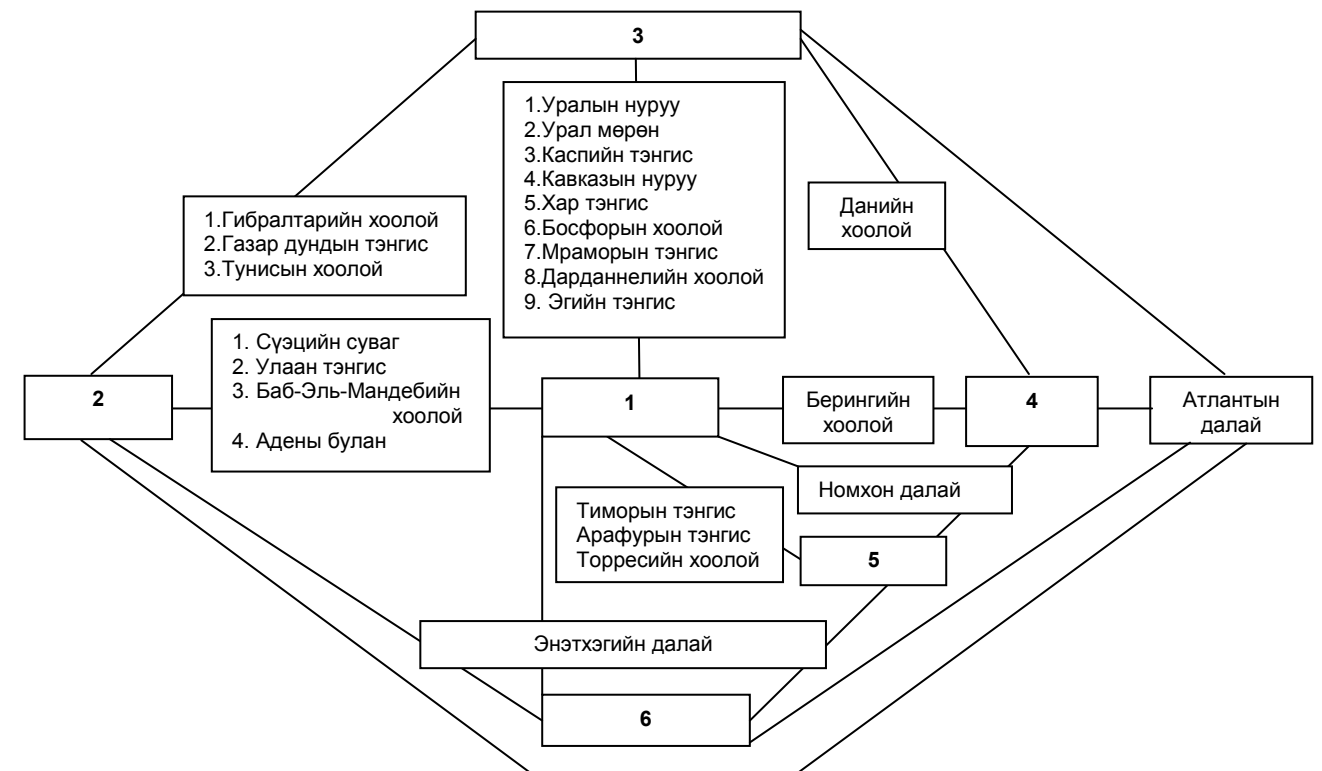 3
1.Уралын нуруу
2.Урал мөрөн
3.Каспийн тэнгис
4.Кавказын нуруу
5.Хар тэнгис
6.Босфорын хоолой
7.Мраморын тэнгис
8.Дарданнелийн хоолой
9. Эгийн тэнгис
1.Гибралтарийн хоолой
2.Газар дундын тэнгис
3.Тунисын хоолой
Данийн
хоолой
2
1. Сүэцийн суваг
2. Улаан тэнгис
3. Баб-Эль-Мандебийн
хоолой
4. Адены булан
1
Берингийн
хоолой
4
Атлантын
далай
Номхон далай
Тиморын тэнгис
Арафурын тэнгис
Торресийн хоолой
5
Энэтхэгийн далай
6